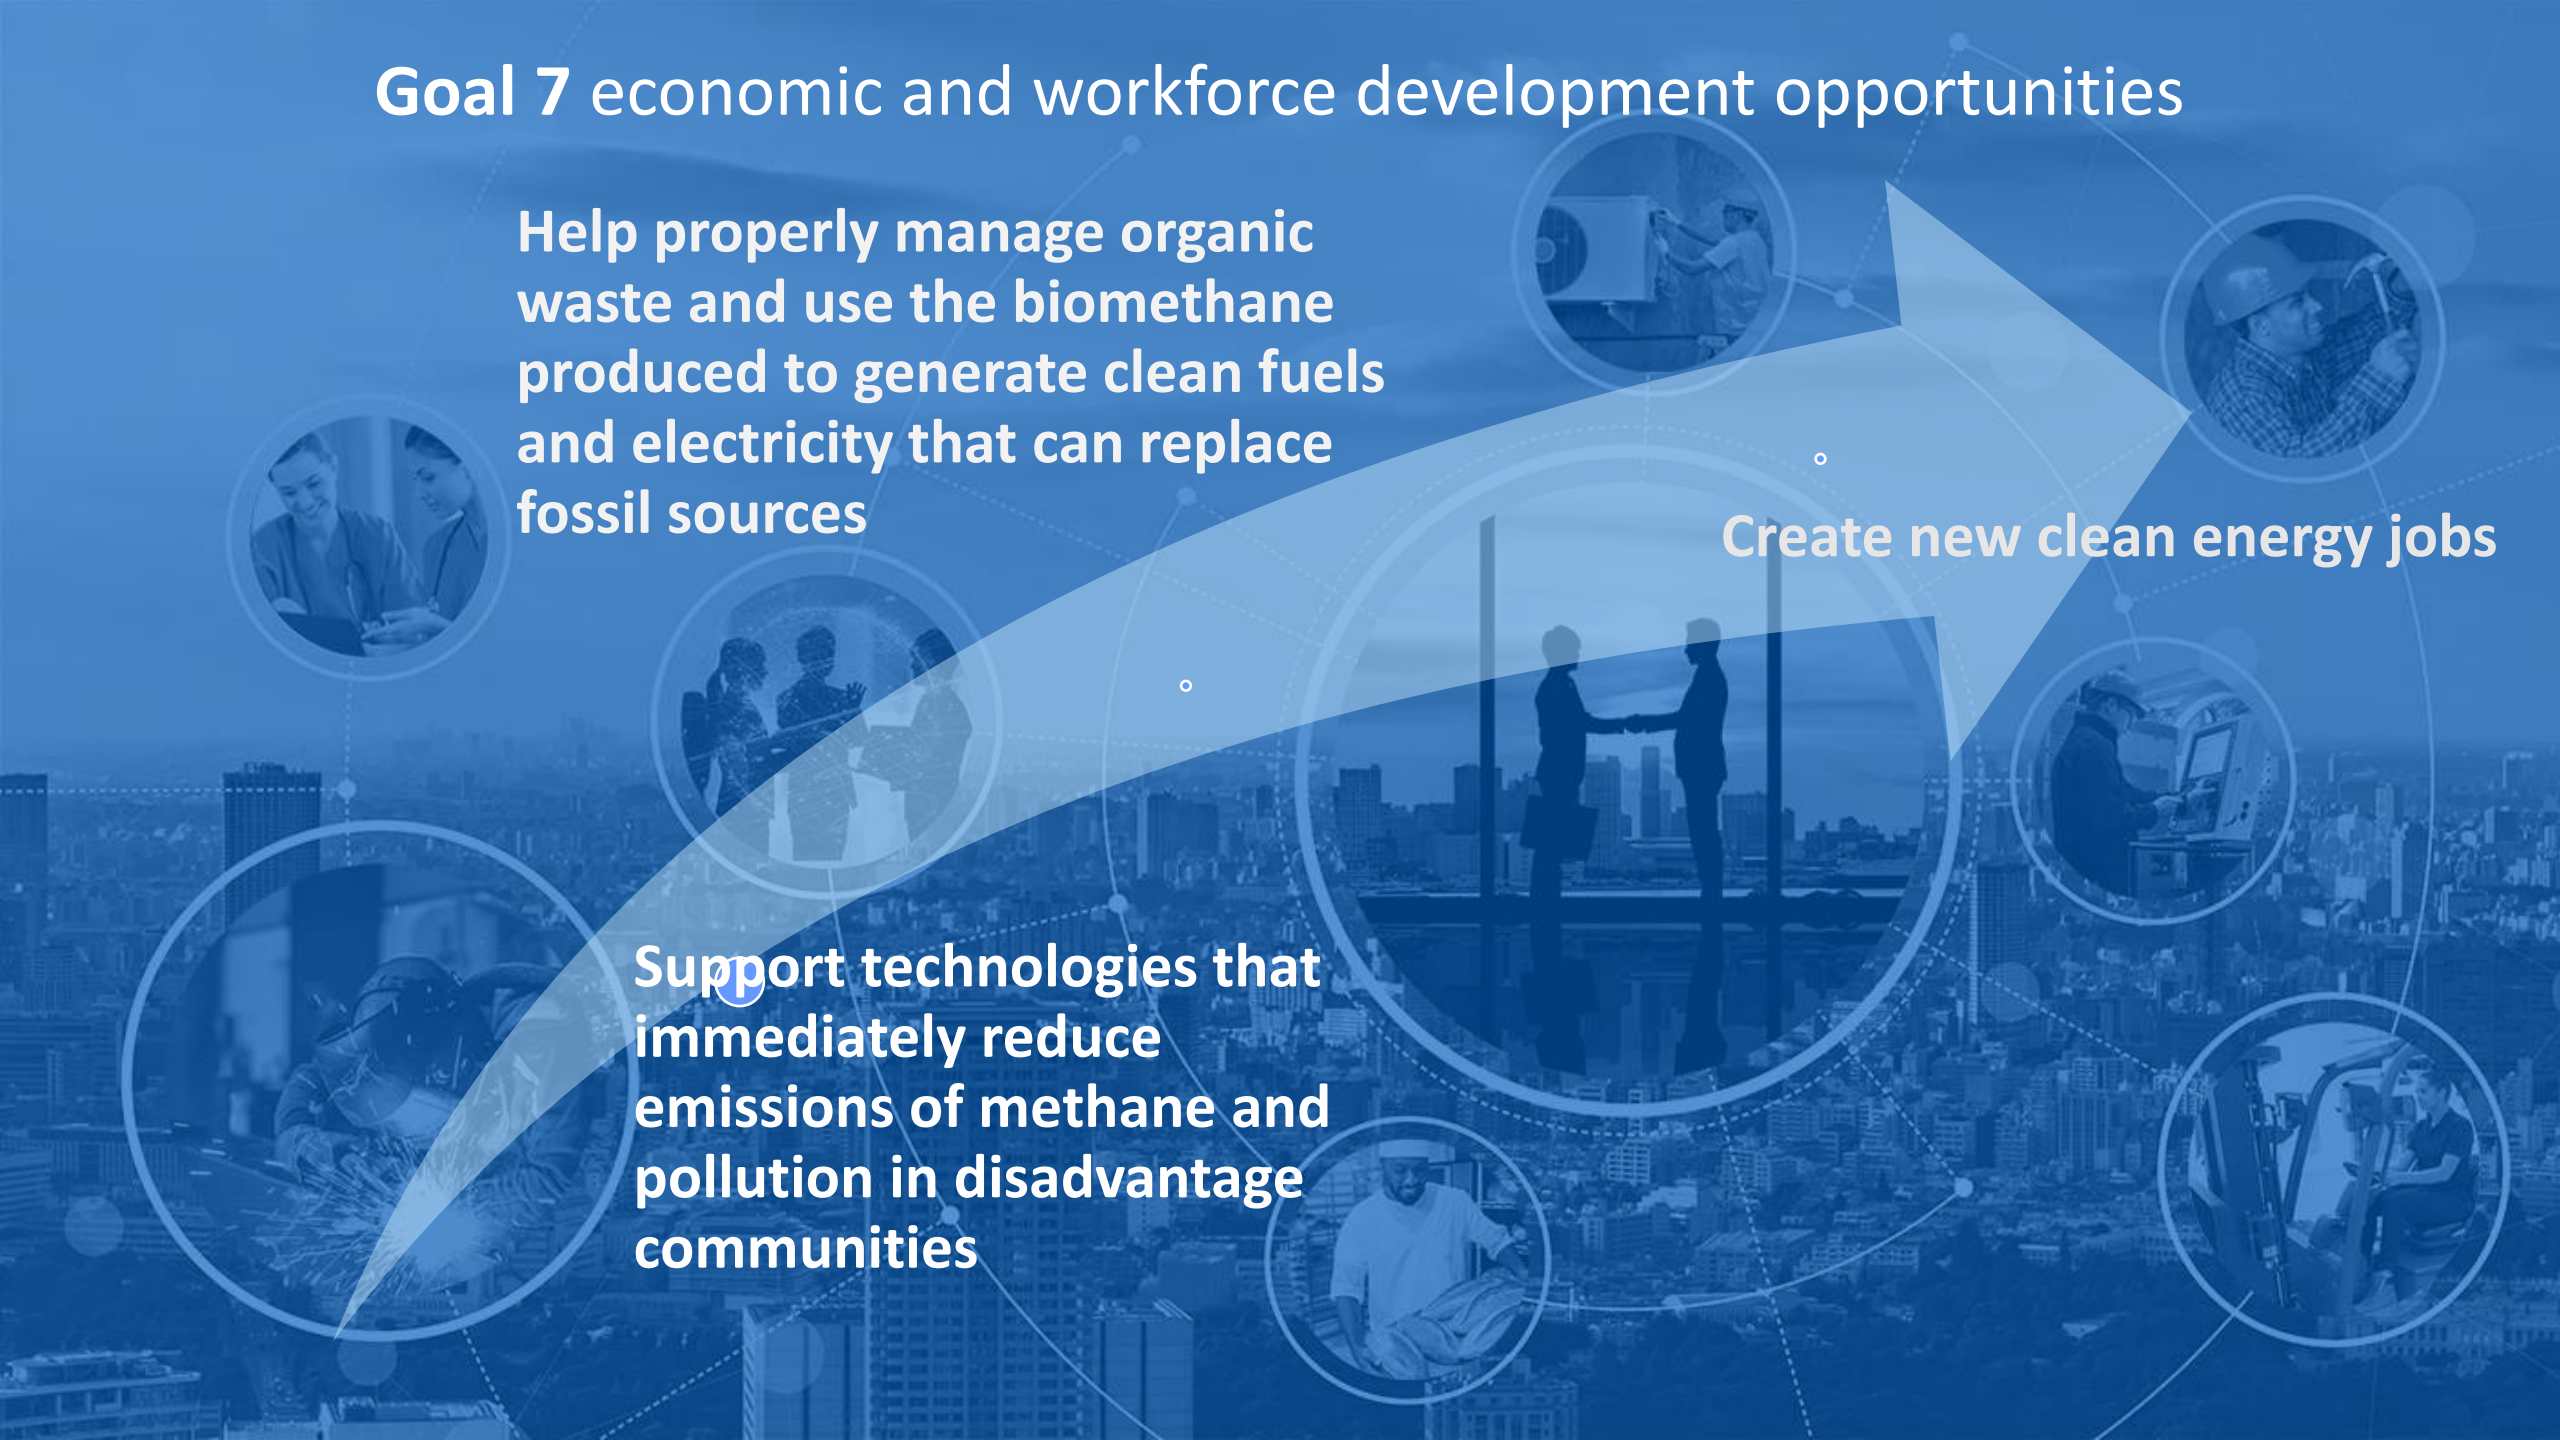 Goal 7 economic and workforce development opportunities
Help properly manage organic
waste and use the biomethane
produced to generate clean fuels
and electricity that can replace
fossil sources
Create new clean energy jobs
Support technologies that
immediately reduce
emissions of methane and
pollution in disadvantage
communities